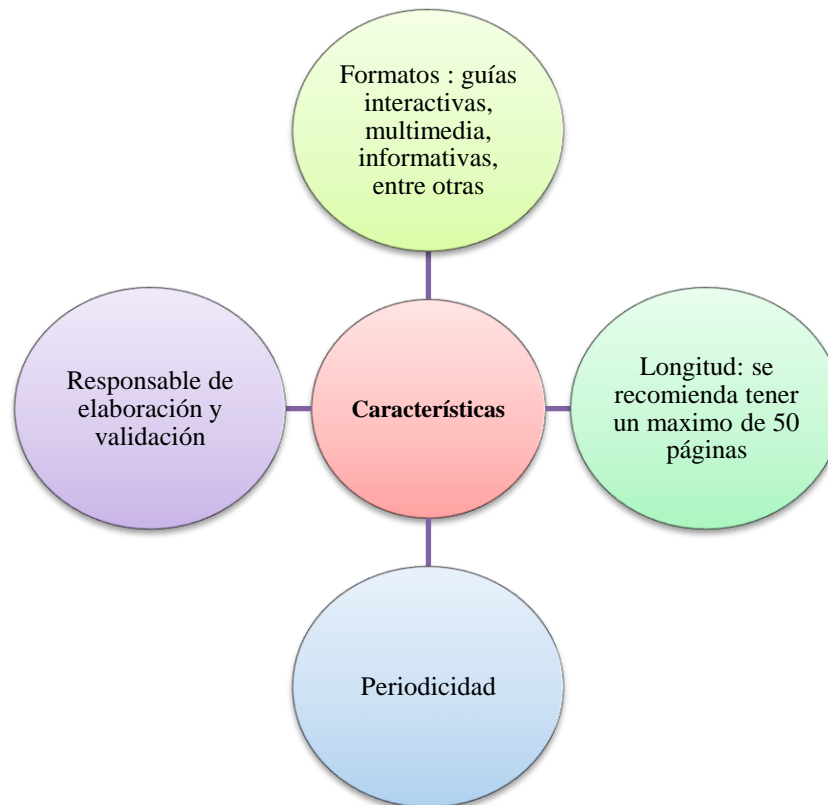 Formatos : guías
interactivas,
multimedia,
informativas,
entre otras
Responsable de
elaboración y
validación
Características
Longitud: se
recomienda tener
un maximo de 50
páginas
Periodicidad